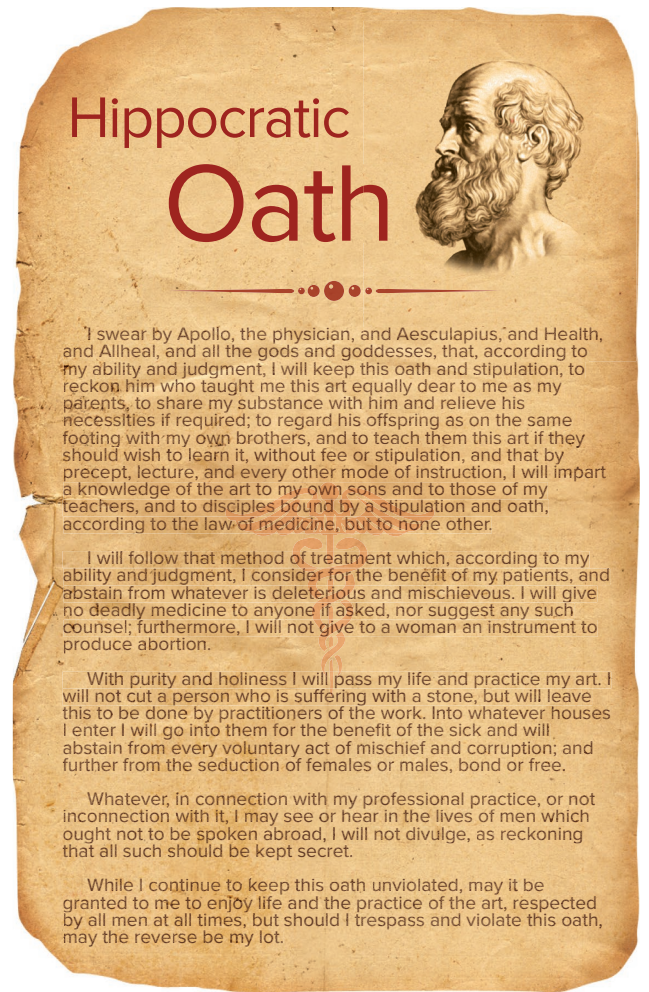 Hippocratic
Oath
I swear by Apollo, the physician, and Aesculapius, and Health,
and Allheal, and all the gods and goddesses, that, according to
my ability and judgment, I will keep this oath and stipulation, to
reckon him who taught me this art equally dear to me as my
parents, to share my substance with him and relieve his
necessities if required; to regard his offspring as on the same
footing with my own brothers, and to teach them this art if they
should wish to learn it, without fee or stipulation, and that by
precept, lecture, and every other mode of instruction, I will impart
a knowledge of the art to my own sons and to those of my
teachers, and to disciples bound by a stipulation and oath,
according to the law of medicine, but to none other.
I will follow that method of treatment which, according to my
ability and judgment, I consider for the benefit of my patients, and
abstain from whatever is deleterious and mischievous. I will give
no deadly medicine to anyone if asked, nor suggest any such
counsel; furthermore, I will not give to a woman an instrument to
produce abortion.
With purity and holiness I will pass my life and practice my art. I
will not cut a person who is suffering with a stone, but will leave
this to be done by practitioners of the work. Into whatever houses
I enter I will go into them for the benefit of the sick and will
abstain from every voluntary act of mischief and corruption; and
further from the seduction of females or males, bond or free.
Whatever, in connection with my professional practice, or not
inconnection with it, I may see or hear in the lives of men which
ought not to be spoken abroad, I will not divulge, as reckoning
that all such should be kept secret.
While I continue to keep this oath unviolated, may it be
granted to me to enjoy life and the practice of the art, respected
by all men at all times, but should I trespass and violate this oath,
may the reverse be my lot.